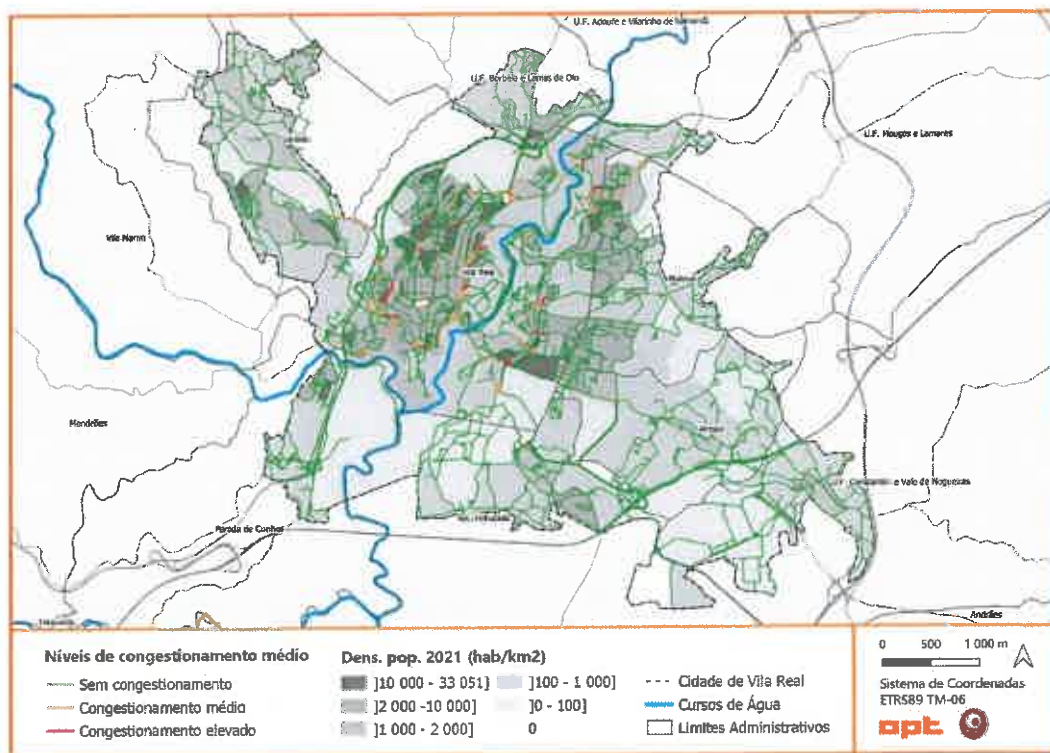 U.F. Adoufe e Vilarinho de
U.F. Borbela e Lamas de Olo
U.F. Mouçós e Lamares
Vila Marim
Vila Real
Mondrões
Parada de Cunhos
e Vale de Nogueiras
Andrães
Níveis de congestionamento médio
Sem congestionamento
Congestionamento médio
Congestionamento elevado
Dens. pop. 2021 (hab/km2)
]10 000 - 33 051]
]2 000 -10 000]
]1 000 - 2 000]
]100 - 1 000]
]0 - 100]
0
Cidade de Vila Real
Cursos de Água
Limites Administrativos
0 500 1 000 m
Sistema de Coordenadas
ETRS89 TM-06
opt